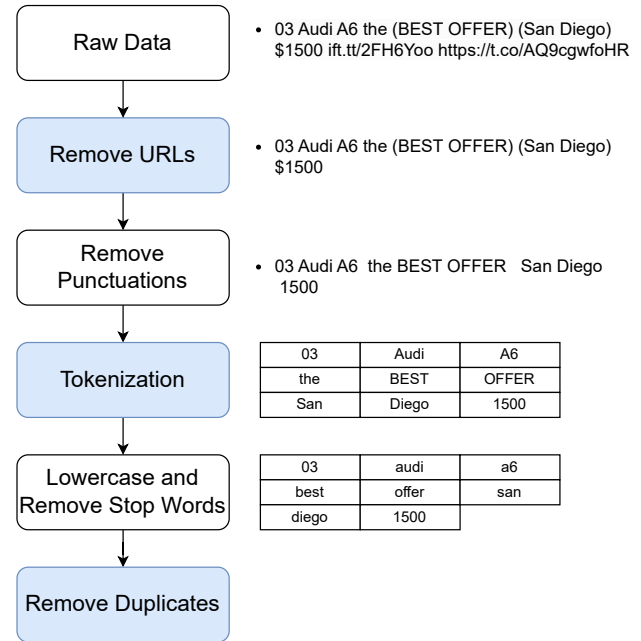 Raw Data
• 03 Audi A6 the (BEST OFFER) (San Diego)
$1500 ift.tt/2FH6Yoo https://t.co/AQ9cgwfoHR
Remove URLs
• 03 Audi A6 the (BEST OFFER) (San Diego)
$1500
Remove
Punctuations
• 03 Audi A6 the BEST OFFER San Diego
1500
Tokenization
03 Audi A6
the BEST OFFER
San Diego 1500
Lowercase and
Remove Stop Words
03 audi a6
best offer san
diego 1500
Remove Duplicates